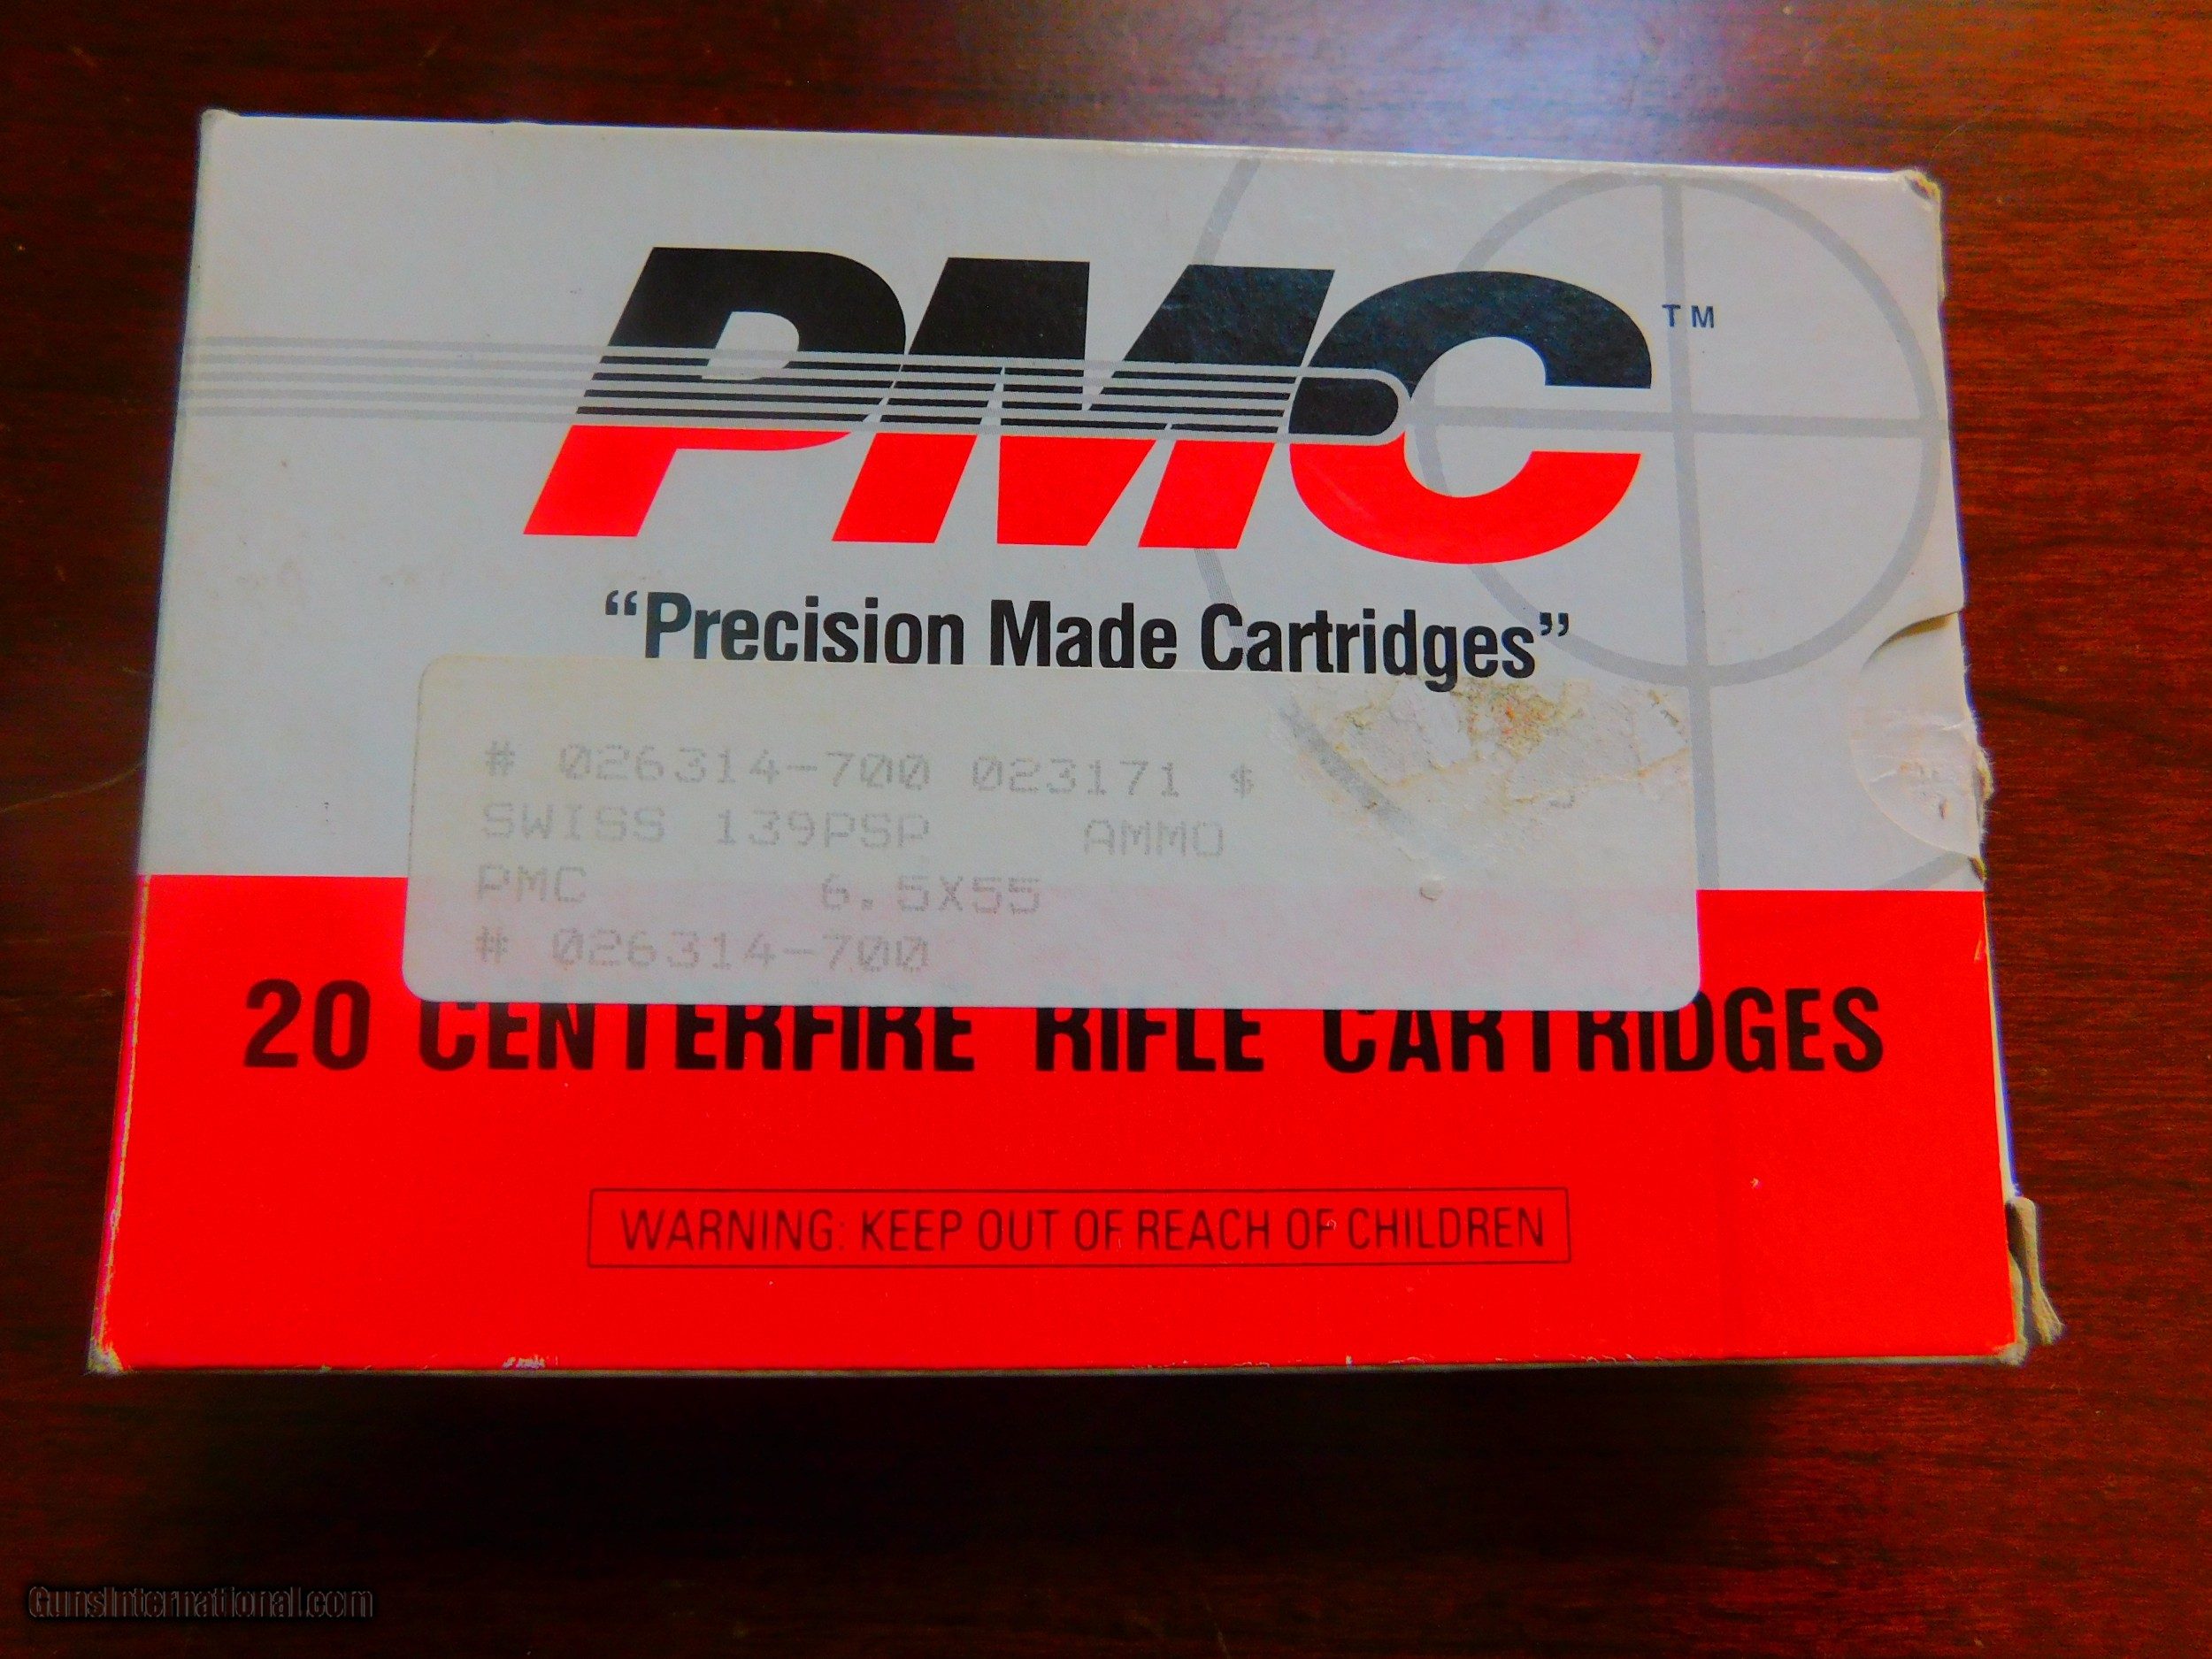 PMC TM
“Precision Made Cartridges”
# 026314-700 023171 $
SWISS 139PSP AMMO
PMC 6.5X55
# 026314-700
20 CENTERFIRE RIFLE CARTRIDGES
WARNING: KEEP OUT OF REACH OF CHILDREN
GunsInternational.com